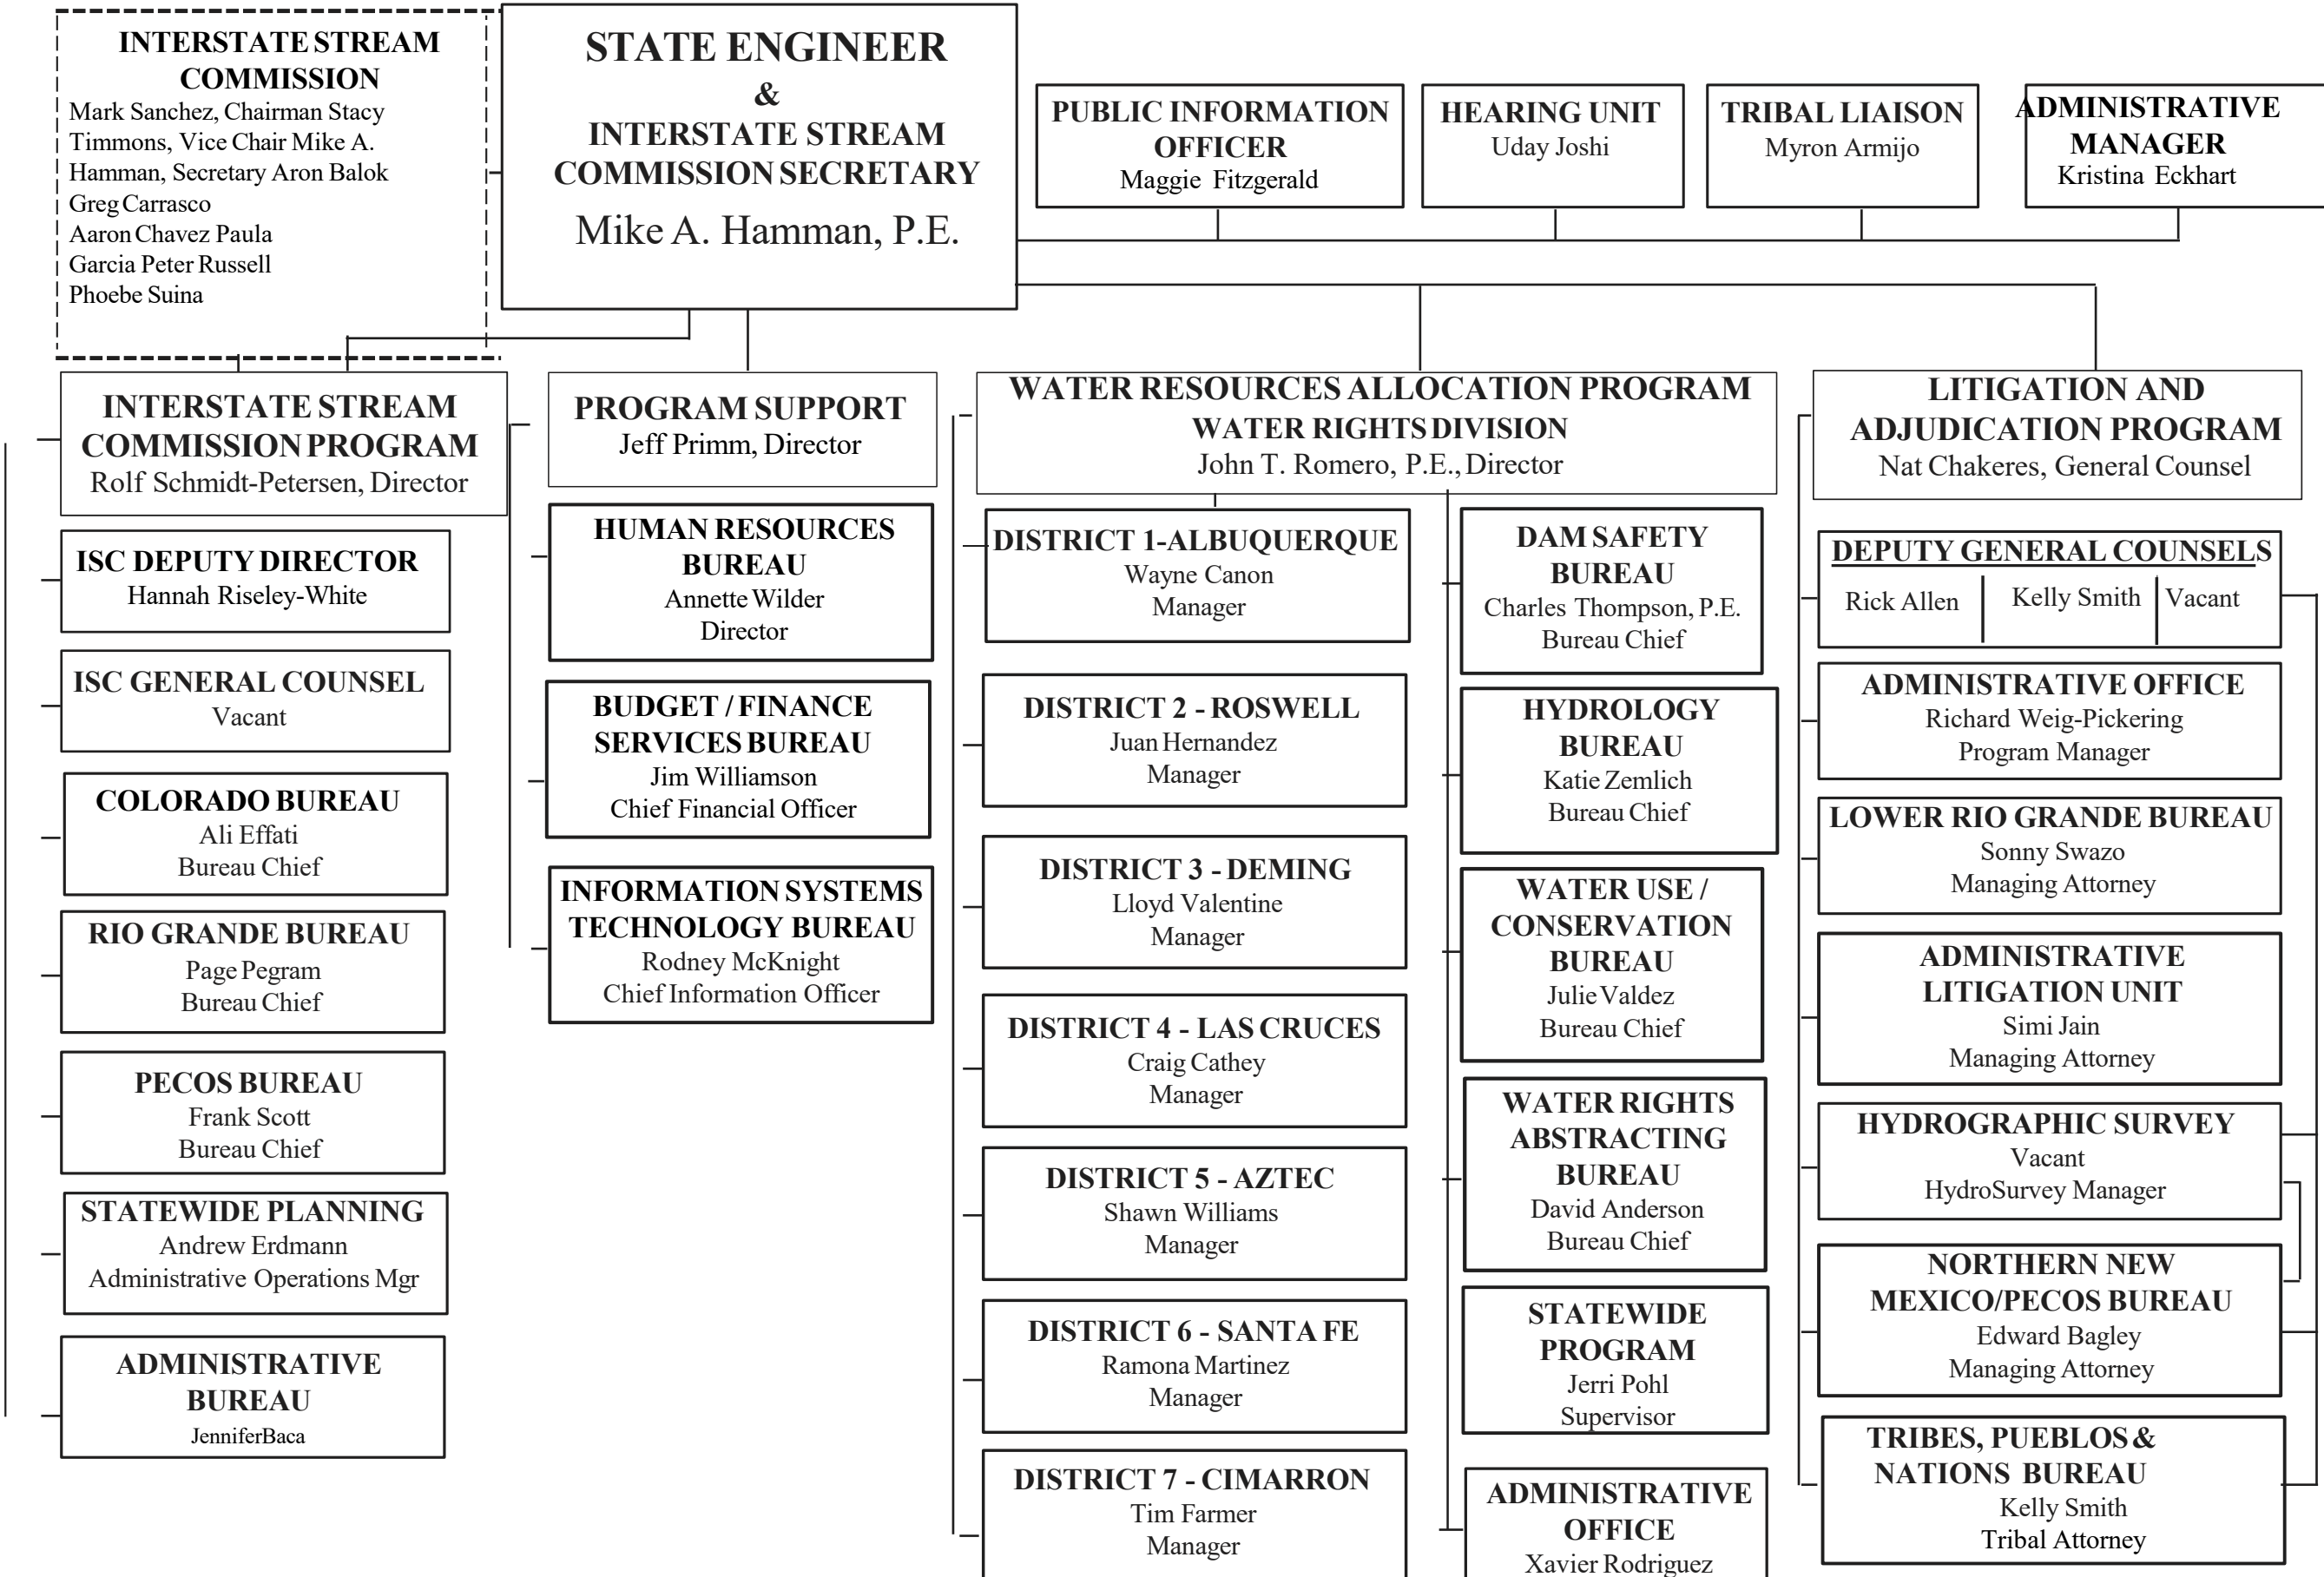 INTERSTATE STREAM
COMMISSION
Mark Sanchez, Chairman Stacy
Timmons, Vice Chair Mike A.
Hamman, Secretary Aron Balok
Greg Carrasco
Aaron Chavez Paula
Garcia Peter Russell
Phoebe Suina
STATE ENGINEER
&
INTERSTATE STREAM
COMMISSION SECRETARY
Mike A. Hamman, P.E.
PUBLIC INFORMATION
OFFICER
Maggie Fitzgerald
HEARING UNIT
Uday Joshi
TRIBAL LIAISON
Myron Armijo
ADMINISTRATIVE
MANAGER
Kristina Eckhart
INTERSTATE STREAM
COMMISSION PROGRAM
Rolf Schmidt-Petersen, Director
ISC DEPUTY DIRECTOR
Hannah Riseley-White
ISC GENERAL COUNSEL
Vacant
COLORADO BUREAU
Ali Effati
Bureau Chief
RIO GRANDE BUREAU
Page Pegram
Bureau Chief
PECOS BUREAU
Frank Scott
Bureau Chief
STATEWIDE PLANNING
Andrew Erdmann
Administrative Operations Mgr
ADMINISTRATIVE
BUREAU
JenniferBaca
PROGRAM SUPPORT
Jeff Primm, Director
HUMAN RESOURCES
BUREAU
Annette Wilder
Director
BUDGET / FINANCE
SERVICES BUREAU
Jim Williamson
Chief Financial Officer
INFORMATION SYSTEMS
TECHNOLOGY BUREAU
Rodney McKnight
Chief Information Officer
WATER RESOURCES ALLOCATION PROGRAM
WATER RIGHTS DIVISION
John T. Romero, P.E., Director
DISTRICT 1-ALBUQUERQUE
Wayne Canon
Manager
DISTRICT 2 - ROSWELL
Juan Hernandez
Manager
DISTRICT 3 - DEMING
Lloyd Valentine
Manager
DISTRICT 4 - LAS CRUCES
Craig Cathey
Manager
DISTRICT 5 - AZTEC
Shawn Williams
Manager
DISTRICT 6 - SANTA FE
Ramona Martinez
Manager
DISTRICT 7 - CIMARRON
Tim Farmer
Manager
DAM SAFETY
BUREAU
Charles Thompson, P.E.
Bureau Chief
HYDROLOGY
BUREAU
Katie Zemlich
Bureau Chief
WATER USE /
CONSERVATION
BUREAU
Julie Valdez
Bureau Chief
WATER RIGHTS
ABSTRACTING
BUREAU
David Anderson
Bureau Chief
STATEWIDE
PROGRAM
Jerri Pohl
Supervisor
ADMINISTRATIVE
OFFICE
Xavier Rodriguez
LITIGATION AND
ADJUDICATION PROGRAM
Nat Chakeres, General Counsel
DEPUTY GENERAL COUNSELS
Rick Allen Kelly Smith Vacant
ADMINISTRATIVE OFFICE
Richard Weig-Pickering
Program Manager
LOWER RIO GRANDE BUREAU
Sonny Swazo
Managing Attorney
ADMINISTRATIVE
LITIGATION UNIT
Simi Jain
Managing Attorney
HYDROGRAPHIC SURVEY
Vacant
HydroSurvey Manager
NORTHERN NEW
MEXICO/PECOS BUREAU
Edward Bagley
Managing Attorney
TRIBES, PUEBLOS &
NATIONS BUREAU
Kelly Smith
Tribal Attorney